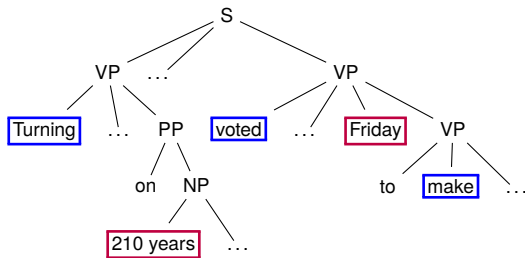 S
VP ... VP
Turning ... PP voted ... Friday VP
on NP to make ...
210 years ...